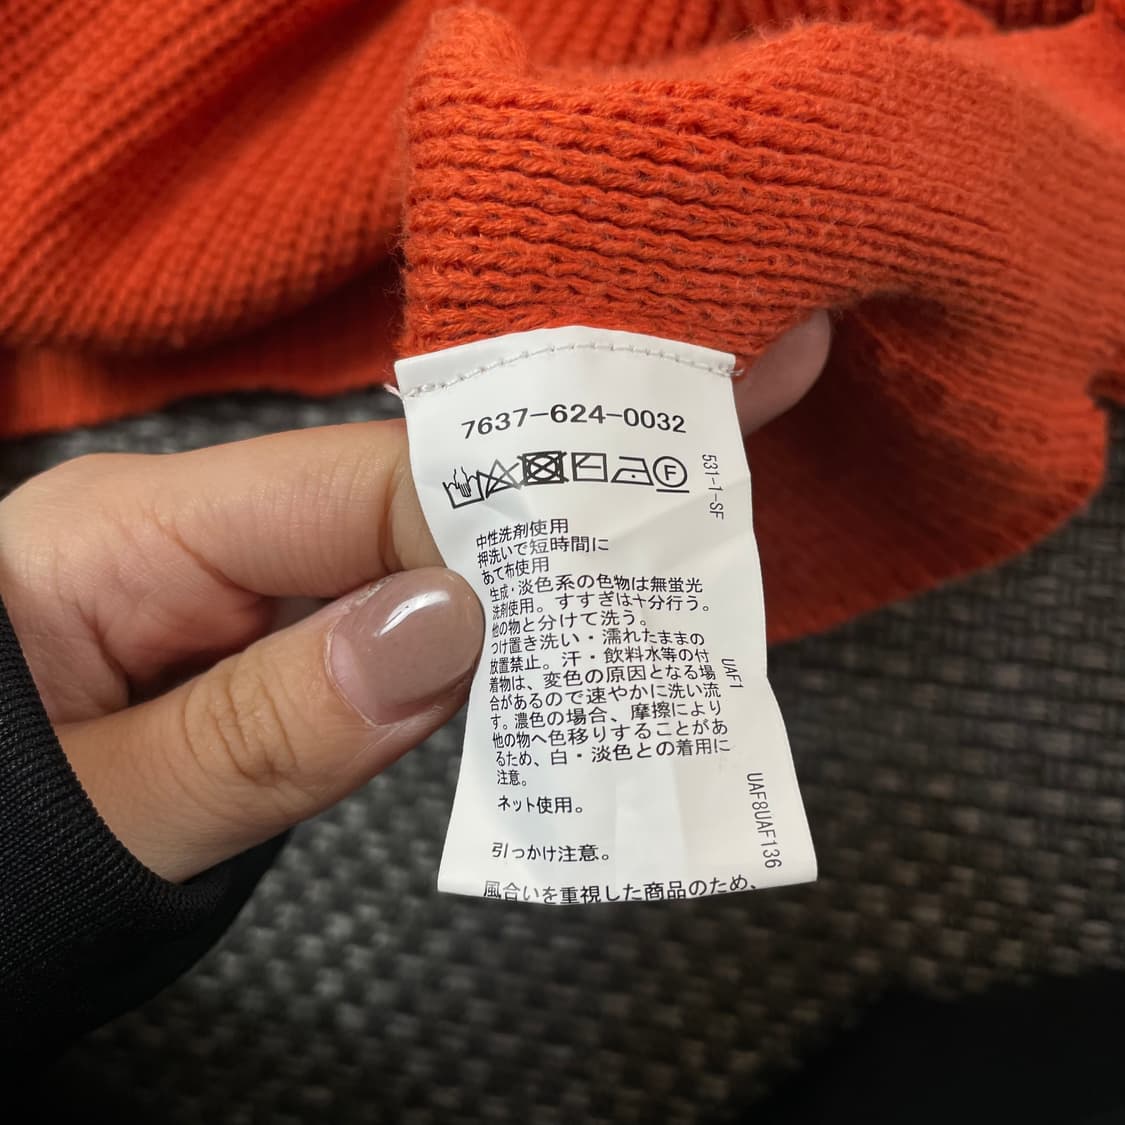 7637-624-0032
F
531-1-SF
中性洗剤使用
押洗いで短時間に
あて布使用
生成・淡色系の色物は無蛍光
洗剤使用。すすぎは十分行う。
他の物と分けて洗う。
つけ置き洗い・濡れたままの
放置禁止。汗・飲料水等の付
着物は、変色の原因となる場
合があるので速やかに洗い流
す。濃色の場合、摩擦により
他の物へ色移りすることがあ
るため、白・淡色との着用に
注意。
ネット使用。
引っかけ注意。
風合いを重視した商品のため、
UAF1
UAF8UAF136